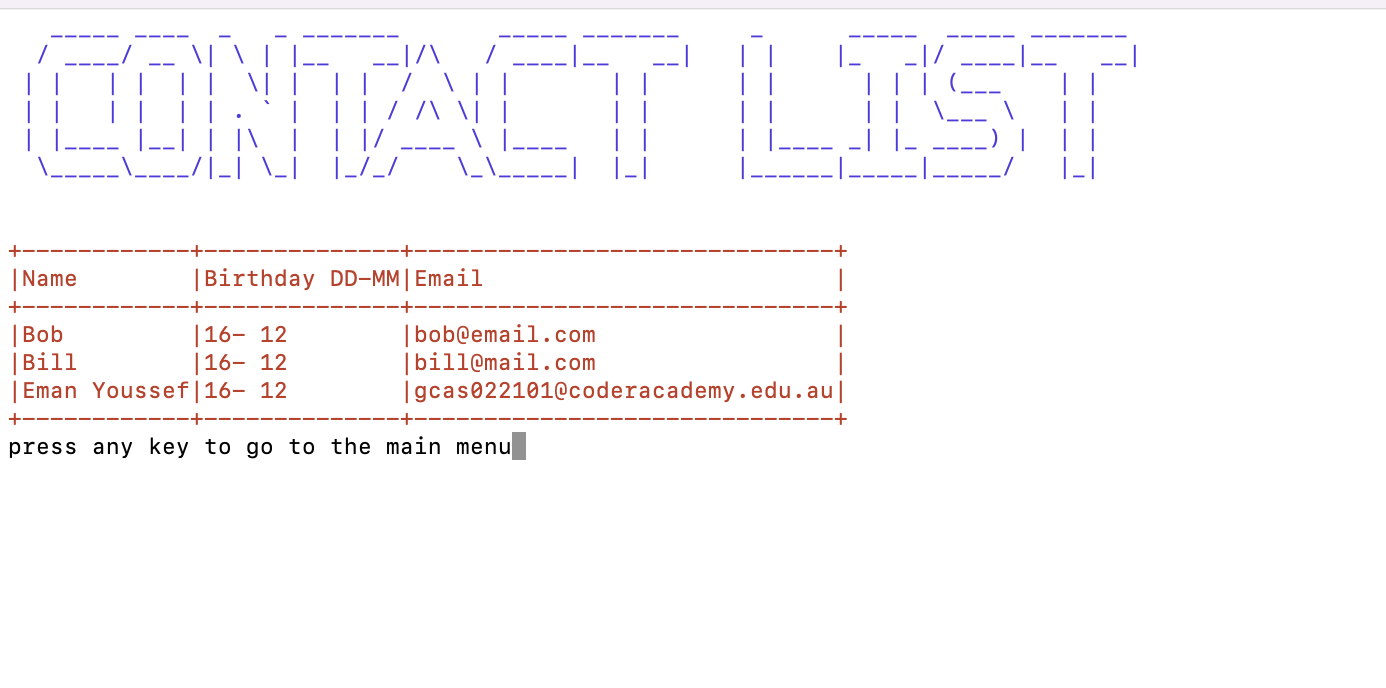 CONTACT LIST
+------------+--------------+------------------------------+
|Name        |Birthday DD-MM|Email                         |
+------------+--------------+------------------------------+
|Bob         |16- 12        |bob@email.com                 |
|Bill        |16- 12        |bill@mail.com                 |
|Eman Youssef|16- 12        |gcas022101@coderacademy.edu.au|
+------------+--------------+------------------------------+
press any key to go to the main menu